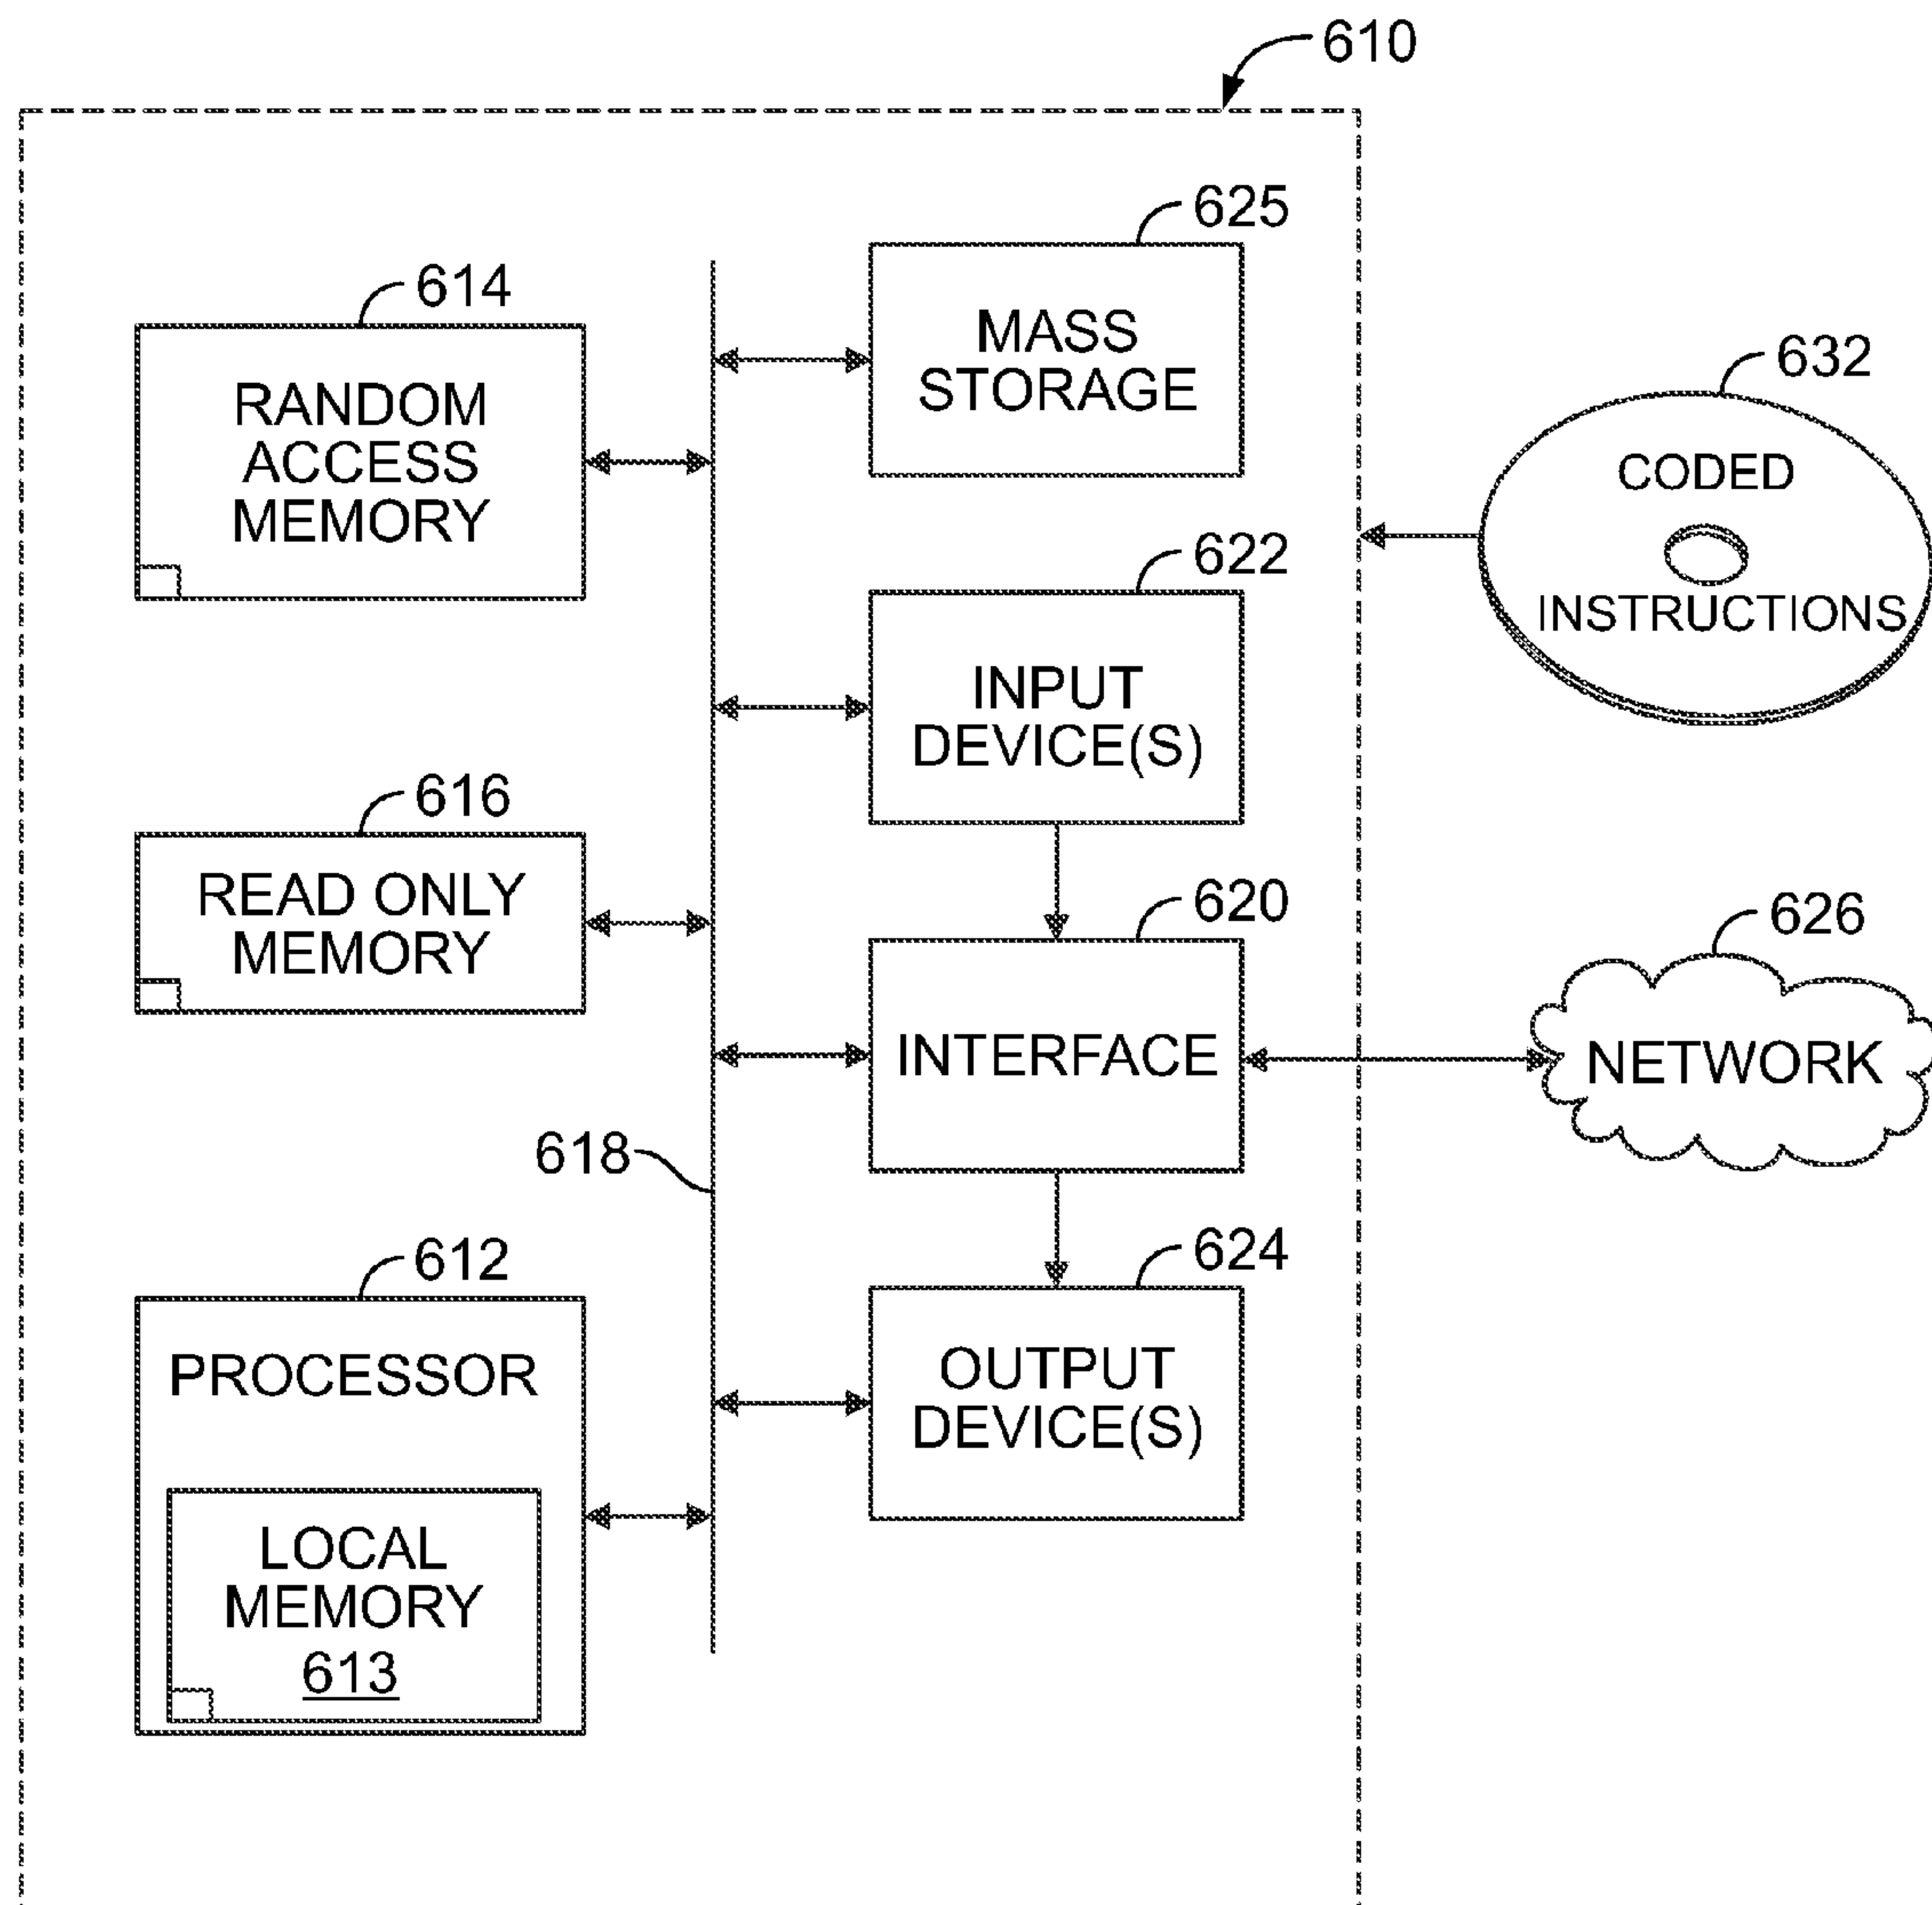 610
625
MASS
STORAGE
614
RANDOM
ACCESS
MEMORY
632
CODED
INSTRUCTIONS
622
INPUT
DEVICE(S)
616
READ ONLY
MEMORY
620
INTERFACE
626
NETWORK
618
624
OUTPUT
DEVICE(S)
612
PROCESSOR
LOCAL
MEMORY
613